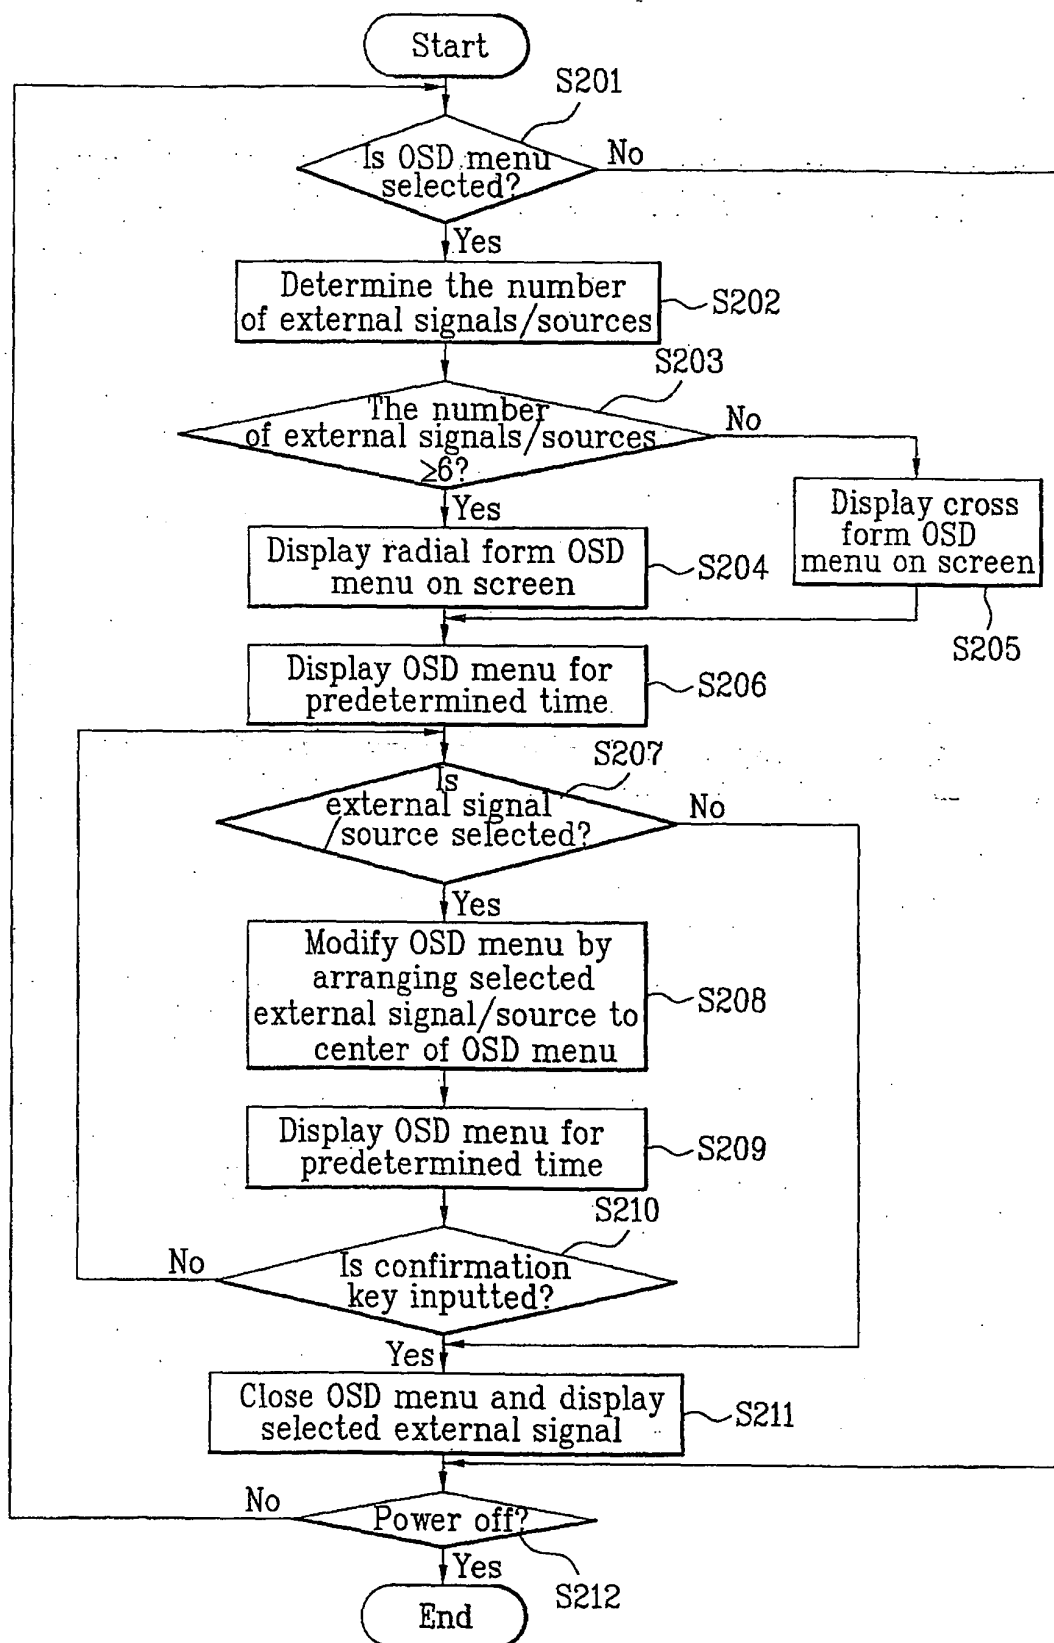 Start
S201
Is OSD menu
selected?
No
Yes
Determine the number
of external signals/sources
S202
S203
The number
of external signals/sources
≥6?
No
Yes
Display cross
form OSD
menu on screen
S205
Display radial form OSD
menu on screen
S204
Display OSD menu for
predetermined time
S206
S207
Is
external signal
/source selected?
No
Yes
Modify OSD menu by
arranging selected
external signal/source to
center of OSD menu
S208
Display OSD menu for
predetermined time
S209
S210
No
Is confirmation
key inputted?
Yes
Close OSD menu and display
selected external signal
S211
No
Power off?
Yes
S212
End